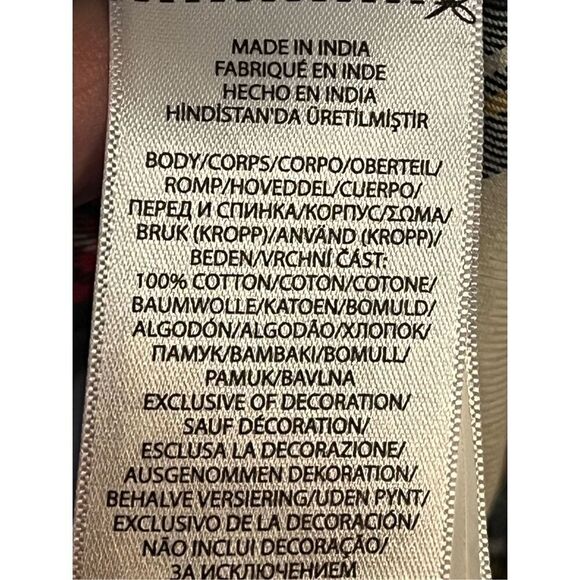 MADE IN INDIA
FABRIQUÉ EN INDE
HECHO EN INDIA
HİNDİSTAN'DA ÜRETİLMİŞTİR
BODY/CORPS/CORPO/OBERTEIL/
ROMP/HOVEDDEL/CUERPO/
ПЕРЕД И СПИНКА/КОРПУС/ΣΩΜΑ/
BRUK (KROPP)/ANVÄND (KROPP)/
BEDEN/VRCHNÍ ČÁST:
100% COTTON/COTON/COTONE/
BAUMWOLLE/KATOEN/BOMULD/
ALGODÓN/ALGODÃO/ХЛОПОК/
ПАМУК/BAMBAKI/BOMULL/
PAMUK/BAVLNA
EXCLUSIVE OF DECORATION/
SAUF DÉCORATION/
ESCLUSA LA DECORAZIONE/
AUSGENOMMEN DEKORATION/
BEHALVE VERSIERING/UDEN PYNT/
EXCLUSIVO DE LA DECORACIÓN/
NÃO INCLUI DECORAÇÃO/
ЗА ИСКЛЮЧЕНИЕМ